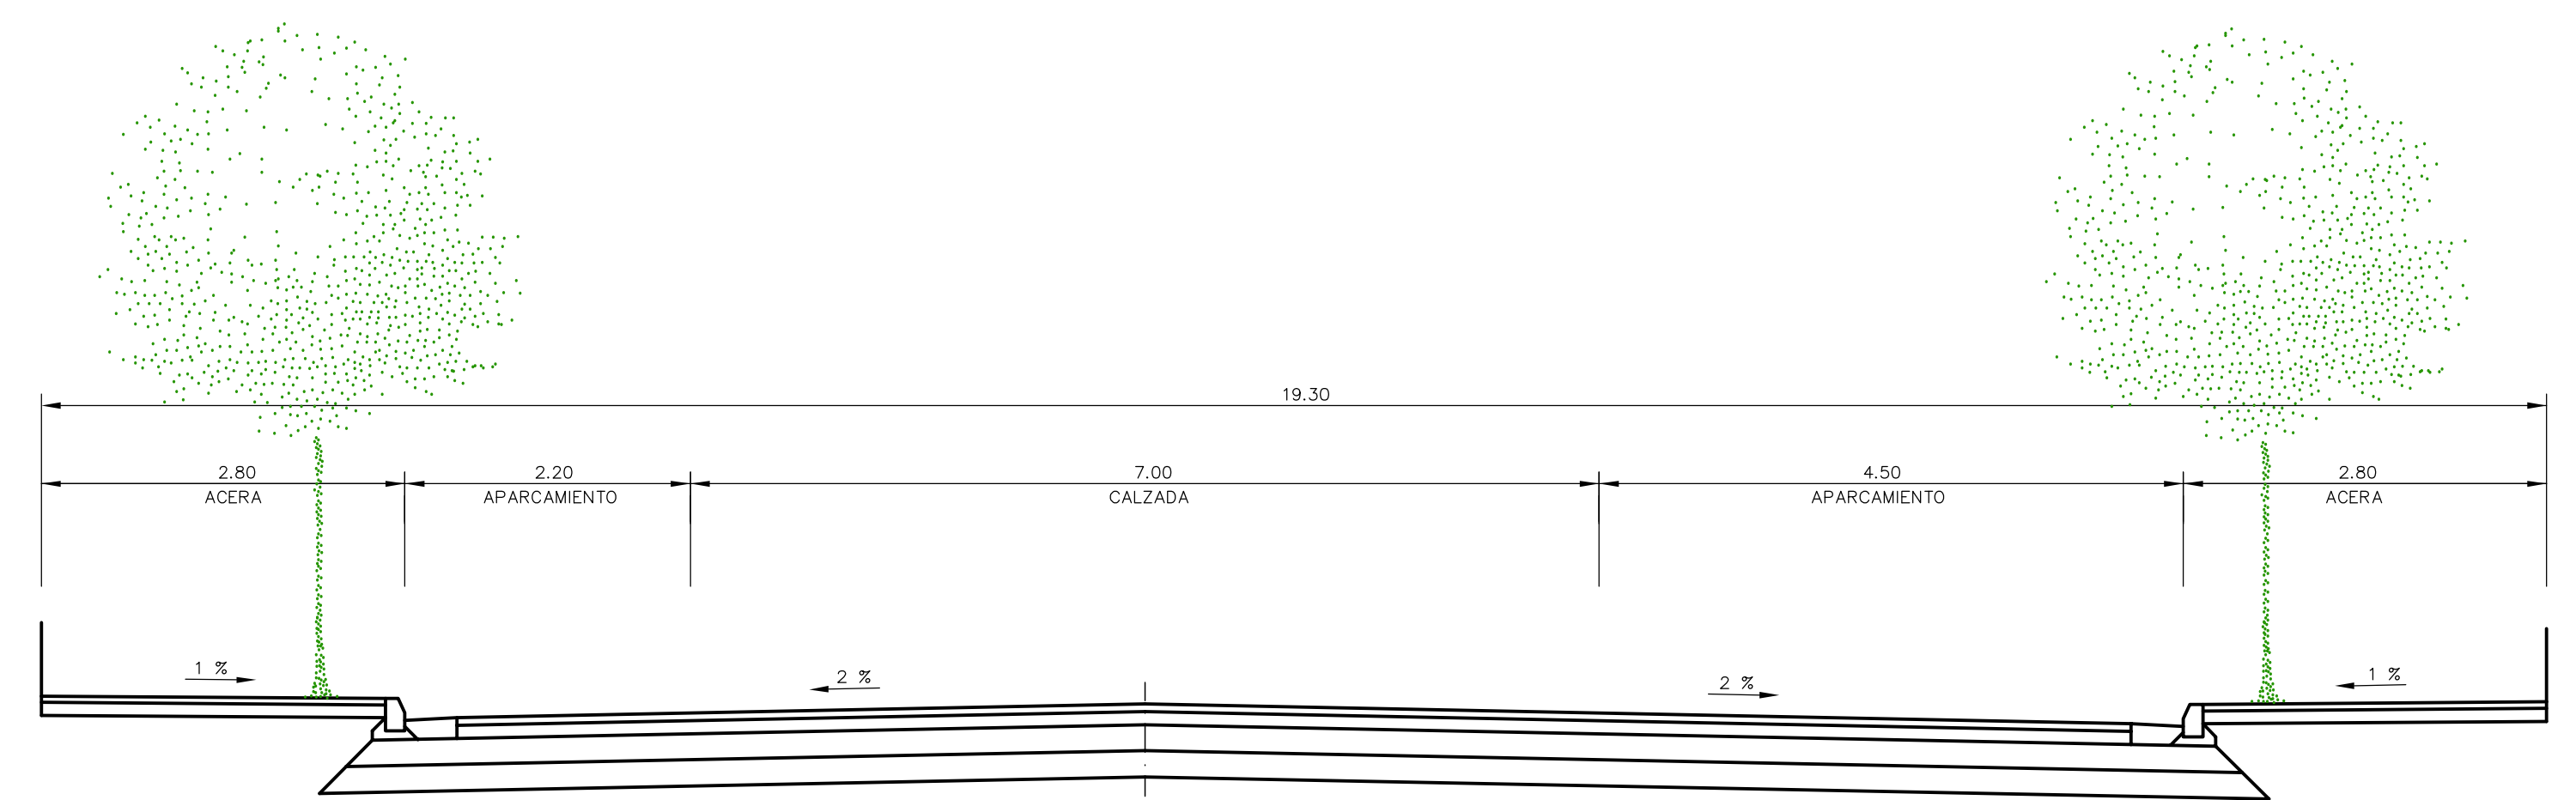 19.30
2.80 2.20 7.00 4.50 2.80
ACERA APARCAMIENTO CALZADA APARCAMIENTO ACERA
1 % 2 % 2 % 1 %